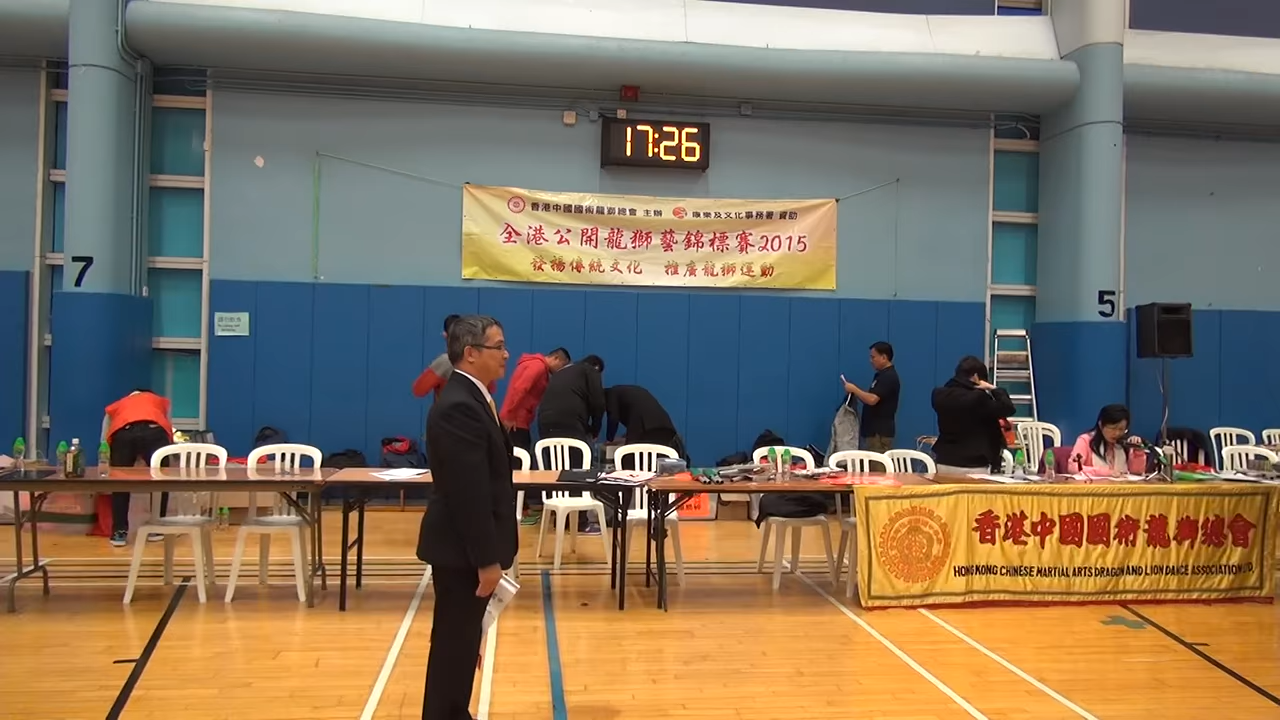 17:26
香港中國國術龍獅總會 主辦 康樂及文化事務署 資助
全港公開龍獅藝錦標賽2015
發揚傳統文化 推廣龍獅運動
7
5
香港中國國術龍獅總會
HONG KONG CHINESE MARTIAL ARTS DRAGON AND LION DANCE ASSOCIATION LTD.